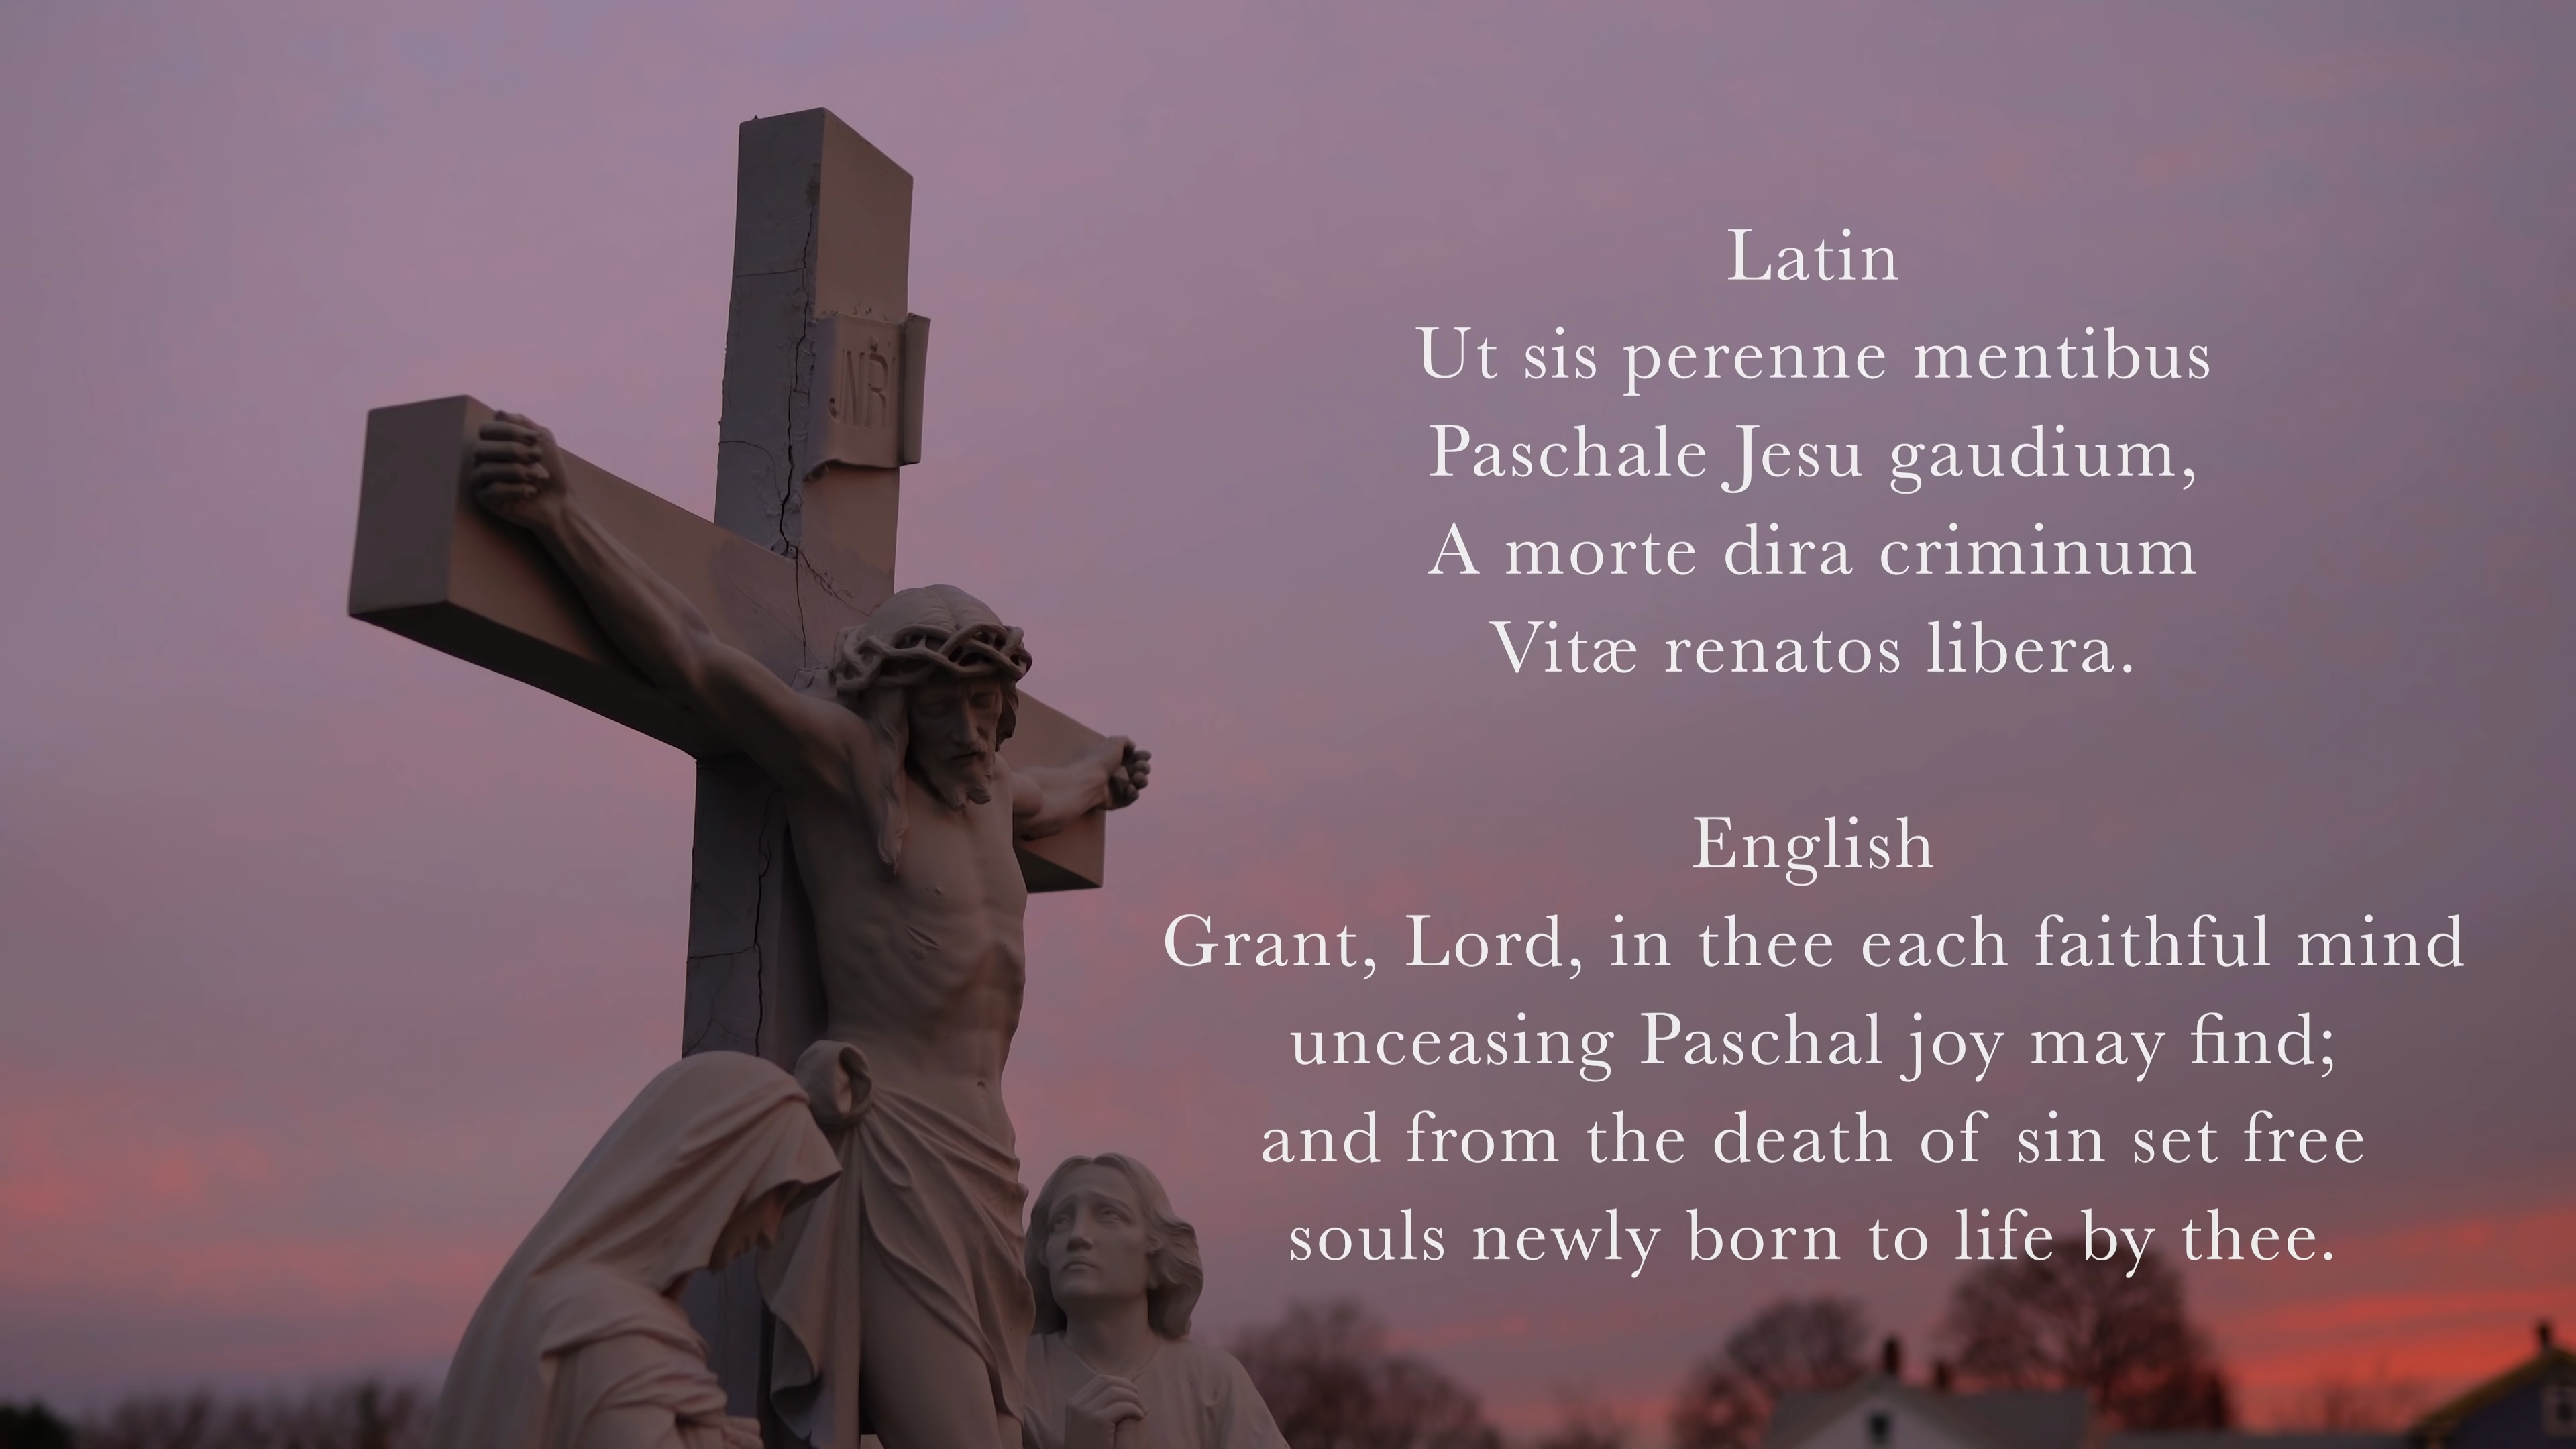 INRI
Latin
Ut sis perenne mentibus
Paschale Jesu gaudium,
A morte dira criminum
Vitæ renatos libera.
English
Grant, Lord, in thee each faithful mind
unceasing Paschal joy may find;
and from the death of sin set free
souls newly born to life by thee.